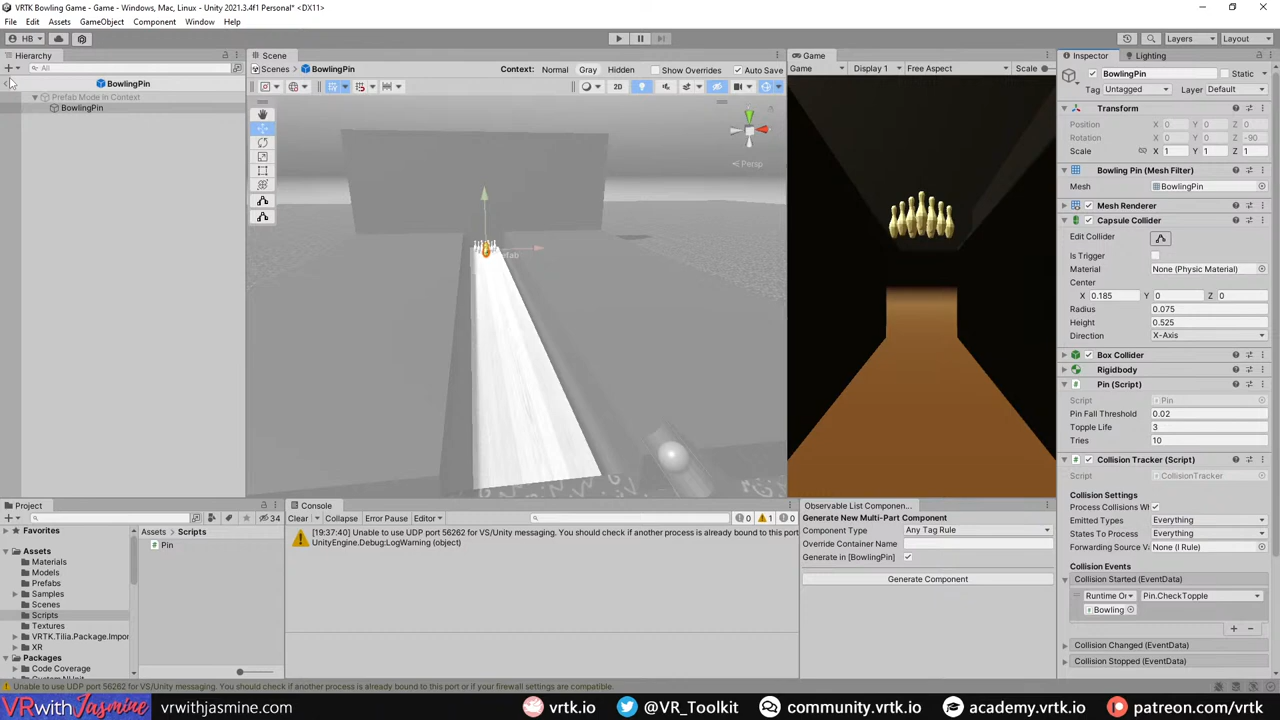 VRTK Bowling Game - Game - Windows, Mac, Linux - Unity 2021.3.4f1 Personal* <DX11>
File Edit Assets GameObject Component Window Help
HB Layers Layout
Hierarchy
All
BowlingPin
Prefab Mode in Context
BowlingPin
Scene
Scenes BowlingPin Context: Normal Gray Hidden Show Overrides Auto Save
2D
Persp
Game
Game Display 1 Free Aspect Scale
Inspector Lighting
BowlingPin Static
Tag Untagged Layer Default
Transform
Position X 0 Y 0 Z 0
Rotation X 0 Y 0 Z -90
Scale X 1 Y 1 Z 1
Bowling Pin (Mesh Filter)
Mesh BowlingPin
Mesh Renderer
Capsule Collider
Edit Collider
Is Trigger
Material None (Physic Material)
Center
X 0.185 Y 0 Z 0
Radius 0.075
Height 0.525
Direction X-Axis
Box Collider
Rigidbody
Pin (Script)
Script Pin
Pin Fall Threshold 0.02
Topple Life 3
Tries 10
Collision Tracker (Script)
Script CollisionTracker
Collision Settings
Process Collisions Wl
Emitted Types Everything
States To Process Everything
Forwarding Source Va None (I Rule)
Collision Events
Collision Started (EventData)
Runtime On Pin.CheckTopple
Bowling
Collision Changed (EventData)
Collision Stopped (EventData)
Project
34
Favorites
Assets
Materials
Models
Prefabs
Samples
Scenes
Scripts
Textures
VRTK.Tilia.Package.Impor
XR
Packages
Code Coverage
Assets Scripts
Pin
Console
Clear Collapse Error Pause Editor 0 1 0
[19:37:40] Unable to use UDP port 56262 for VS/Unity messaging. You should check if another process is already bound to this port
UnityEngine.Debug:LogWarning (object)
Observable List Componen...
Generate New Multi-Part Component
Component Type Any Tag Rule
Override Container Name
Generate in [BowlingPin]
Generate Component
Unable to use UDP port 56262 for VS/Unity messaging. You should check if another process is already bound to this port or if your firewall settings are compatible.
VRwithJasmine vrwithjasmine.com vrtk.io @VR_Toolkit community.vrtk.io academy.vrtk.io patreon.com/vrtk